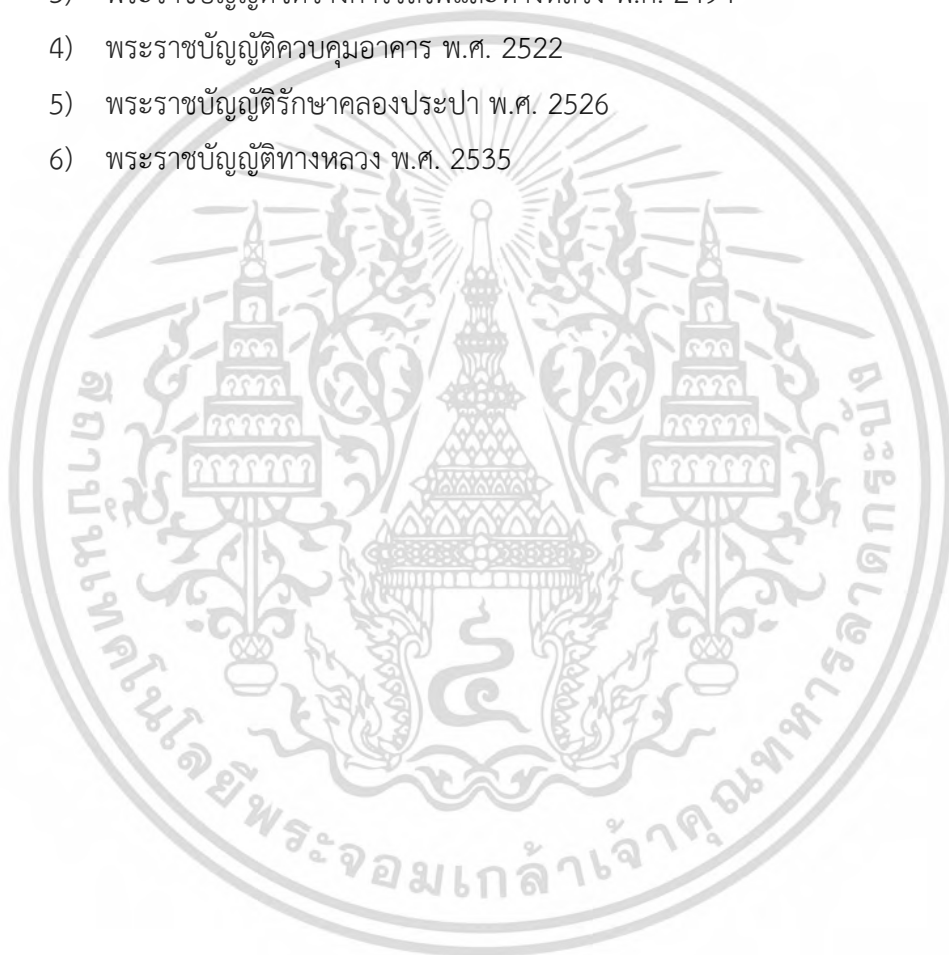 4) พระราชบัญญัติควบคุมอาคาร พ.ศ. 2522
5) พระราชบัญญัติรักษาคลองประปา พ.ศ. 2526
6) พระราชบัญญัติทางหลวง พ.ศ. 2535
สถาบันเทคโนโลยีพระจอมเกล้าเจ้าคุณทหารลาดกระบัง